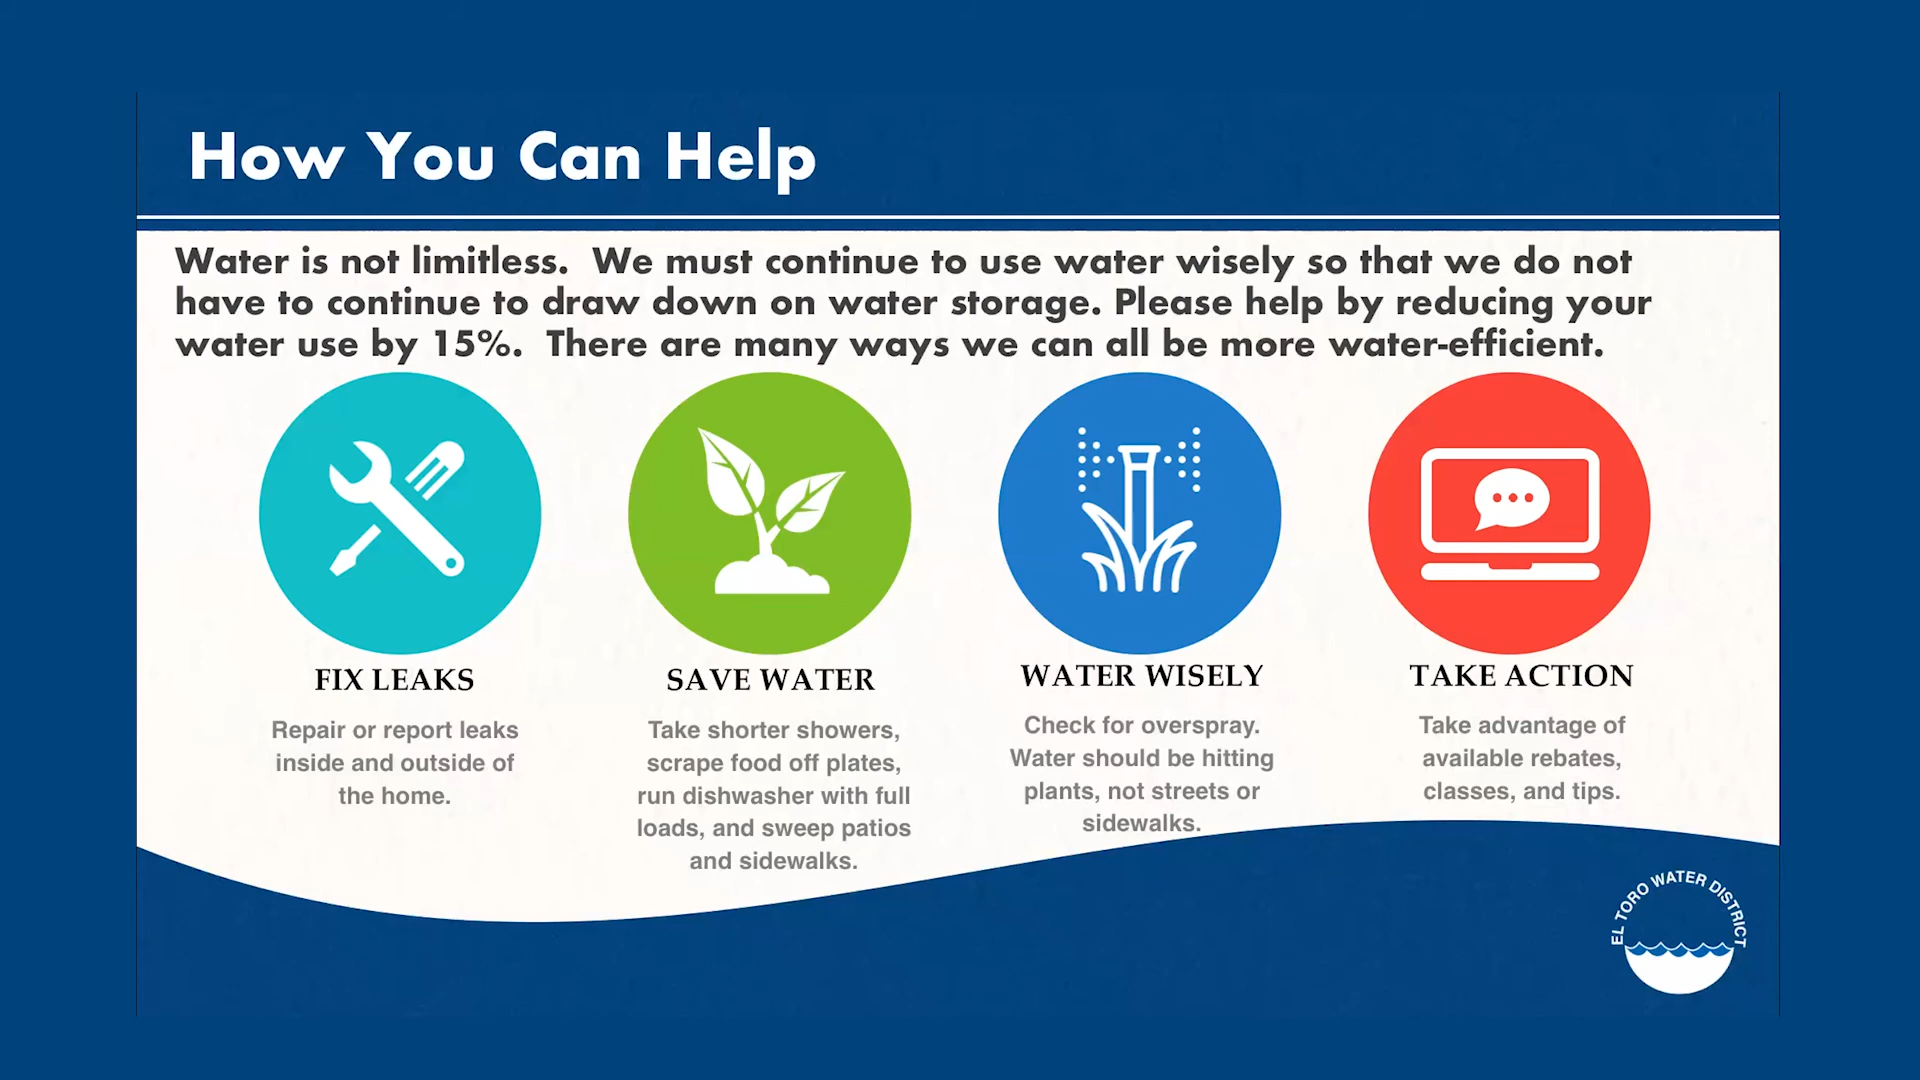 How You Can Help
Water is not limitless.  We must continue to use water wisely so that we do not
have to continue to draw down on water storage. Please help by reducing your
water use by 15%.  There are many ways we can all be more water-efficient.
FIX LEAKS
Repair or report leaks
inside and outside of
the home.
SAVE WATER
Take shorter showers,
scrape food off plates,
run dishwasher with full
loads, and sweep patios
and sidewalks.
WATER WISELY
Check for overspray.
Water should be hitting
plants, not streets or
sidewalks.
TAKE ACTION
Take advantage of
available rebates,
classes, and tips.
EL TORO WATER DISTRICT